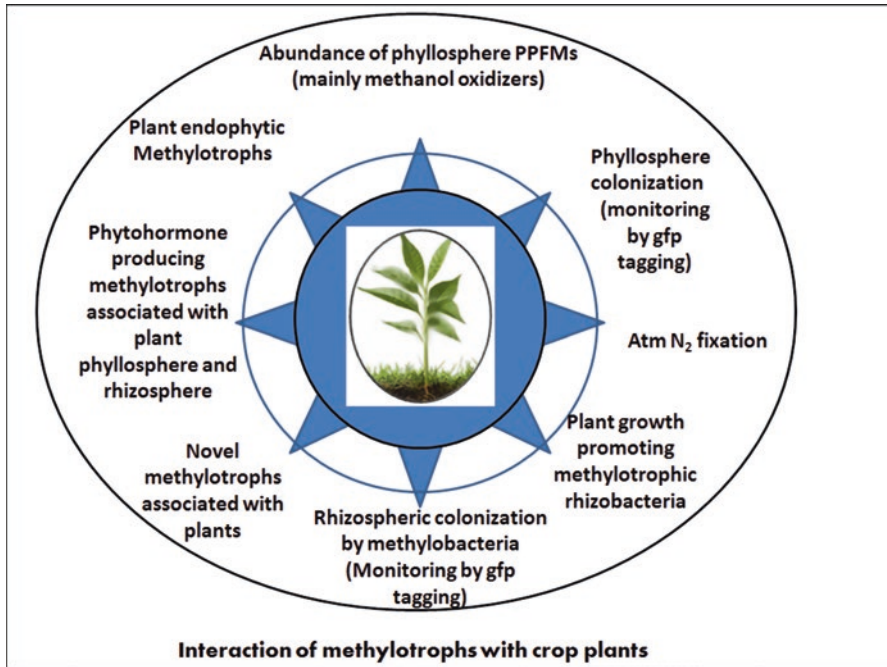 Abundance of phyllosphere PPFMs
(mainly methanol oxidizers)
Plant endophytic
Methylotrophs
Phyllosphere
colonization
(monitoring
by gfp
tagging)
Phytohormone
producing
methylotrophs
associated with
plant
phyllosphere and
rhizosphere
Atm N₂ fixation
Plant growth
promoting
methylotrophic
rhizobacteria
Novel
methylotrophs
associated with
plants
Rhizospheric colonization
by methylobacteria
(Monitoring by gfp
tagging)
Interaction of methylotrophs with crop plants